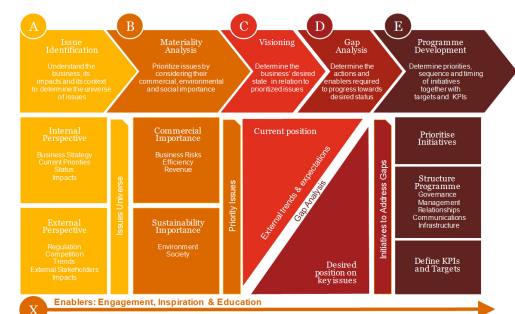 A
B
C
D
E
Issue
Identification
Understand the
business, its
impacts and its context
to determine the universe
of issues
Materiality
Analysis
Prioritize issues by
considering their
commercial, environmental
and social importance
Visioning
Determine the
business' desired
state in relation to
prioritized issues
Gap
Analysis
Determine the
actions and
enablers required
to progress towards
desired status
Programme
Development
Determine priorities,
sequence and timing
of initiatives
together with
targets and KPIs
Internal
Perspective
Business Strategy
Current Priorities
Status
Impacts
External
Perspective
Regulation
Competition
Trends
External Stakeholders
Impacts
Issues Universe
Commercial
Importance
Business Risks
Efficiency
Revenue
Sustainability
Importance
Environment
Society
Priority Issues
Current position
External trends & expectations
Gap Analysis
Desired
position on
key issues
Initiatives to Address Gaps
Prioritise
Initiatives
Structure
Programme
Governance
Management
Relationships
Communications
Infrastructure
Define KPIs
and Targets
X
Enablers: Engagement, Inspiration & Education